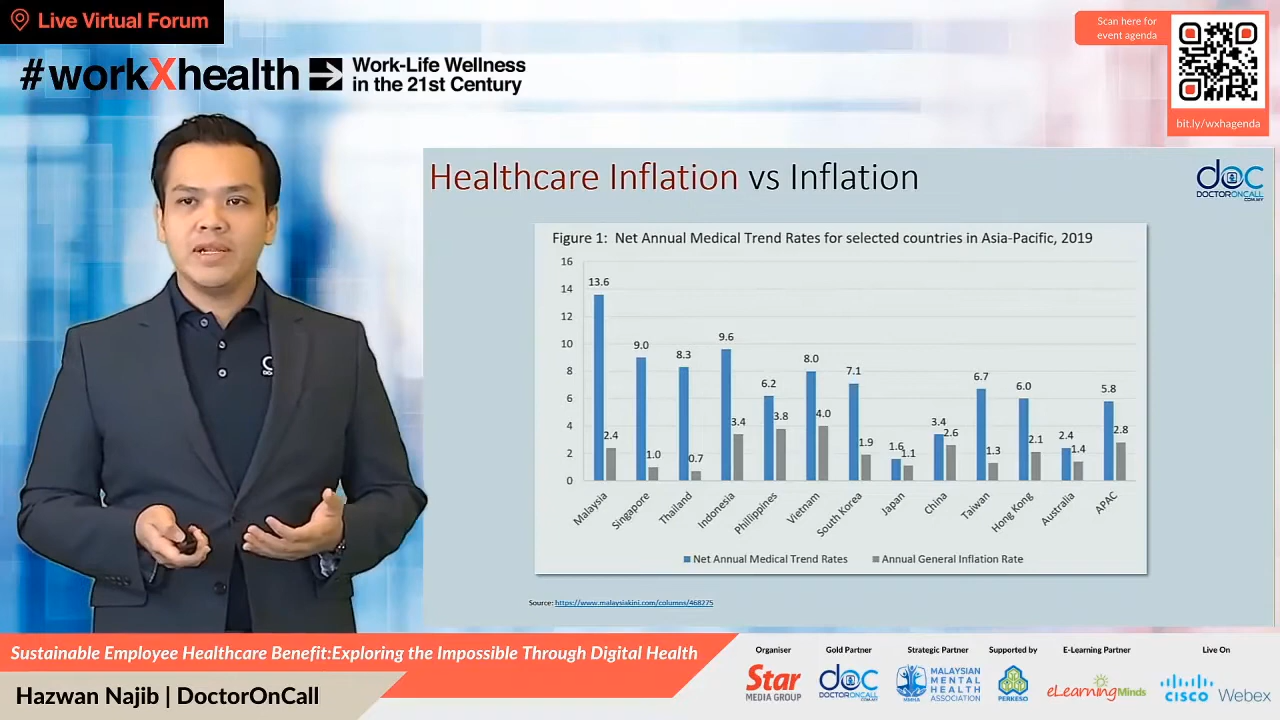 Live Virtual Forum
Scan here for
event agenda
#workXhealth
Work-Life Wellness
in the 21st Century
bit.ly/wxhagenda
Healthcare Inflation vs Inflation
doc
DOCTORONCALL
.COM.MY
Figure 1: Net Annual Medical Trend Rates for selected countries in Asia-Pacific, 2019
16
14
12
10
8
6
4
2
0
13.6
2.4
9.0
1.0
8.3
0.7
9.6
3.4
6.2
3.8
8.0
4.0
7.1
1.9
1.6
1.1
3.4
2.6
6.7
1.3
6.0
2.1
2.4
1.4
5.8
2.8
Malaysia
Singapore
Thailand
Indonesia
Phillippines
Vietnam
South Korea
Japan
China
Taiwan
Hong Kong
Australia
APAC
Net Annual Medical Trend Rates
Annual General Inflation Rate
Source: https://www.malaysiakini.com/columns/468275
Sustainable Employee Healthcare Benefit:Exploring the Impossible Through Digital Health
Hazwan Najib | DoctorOnCall
Organiser
Star
MEDIA GROUP
Gold Partner
doc
DOCTORONCALL
Strategic Partner
MMHA
MALAYSIAN
MENTAL
HEALTH
ASSOCIATION
Supported by
PERKESO
E-Learning Partner
eLearningMinds
Live On
CISCO
Webex